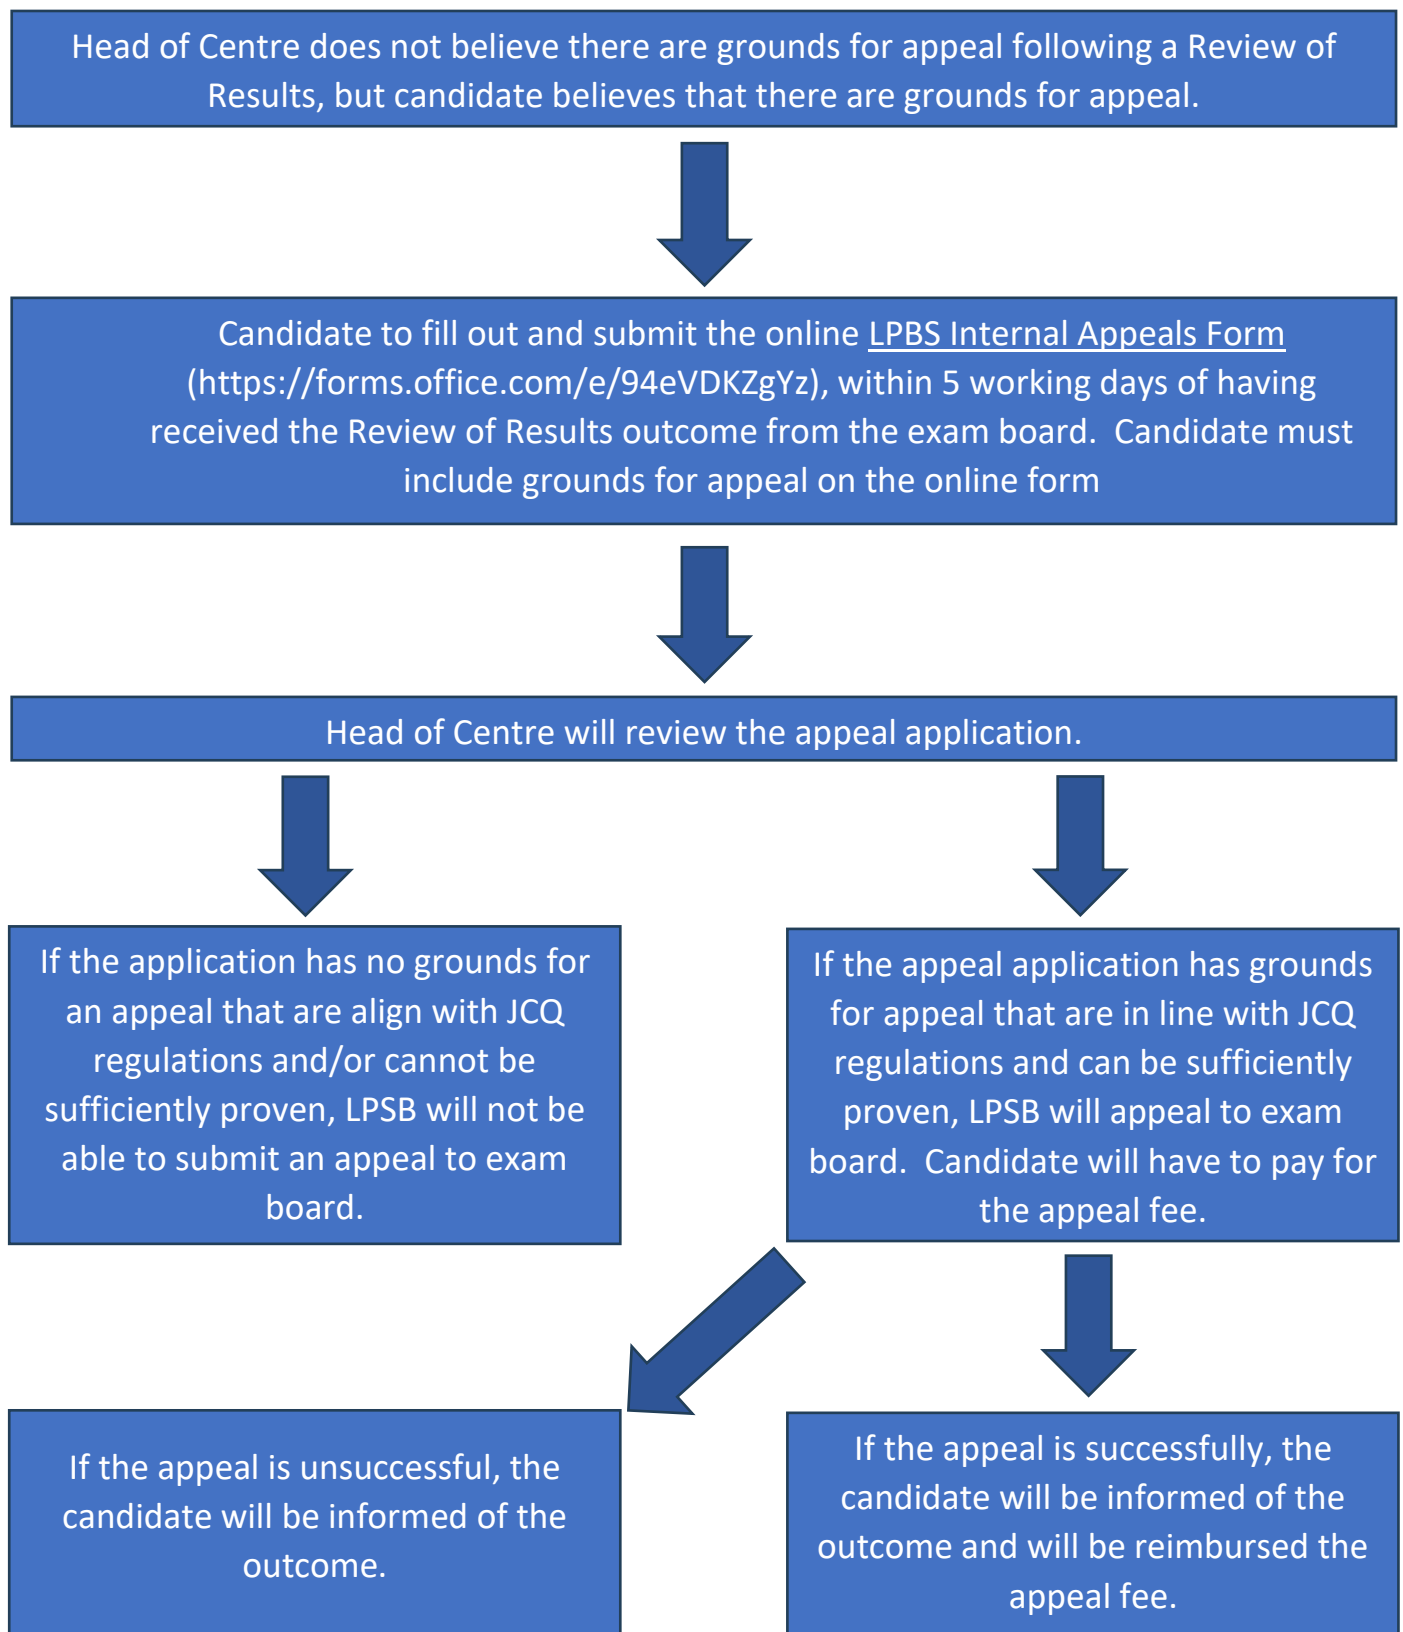 Head of Centre does not believe there are grounds for appeal following a Review of
Results, but candidate believes that there are grounds for appeal.
Candidate to fill out and submit the online LPBS Internal Appeals Form
(https://forms.office.com/e/94eVDKZgYz), within 5 working days of having
received the Review of Results outcome from the exam board.  Candidate must
include grounds for appeal on the online form
Head of Centre will review the appeal application.
If the application has no grounds for
an appeal that are align with JCQ
regulations and/or cannot be
sufficiently proven, LPSB will not be
able to submit an appeal to exam
board.
If the appeal application has grounds
for appeal that are in line with JCQ
regulations and can be sufficiently
proven, LPSB will appeal to exam
board.  Candidate will have to pay for
the appeal fee.
If the appeal is unsuccessful, the
candidate will be informed of the
outcome.
If the appeal is successfully, the
candidate will be informed of the
outcome and will be reimbursed the
appeal fee.